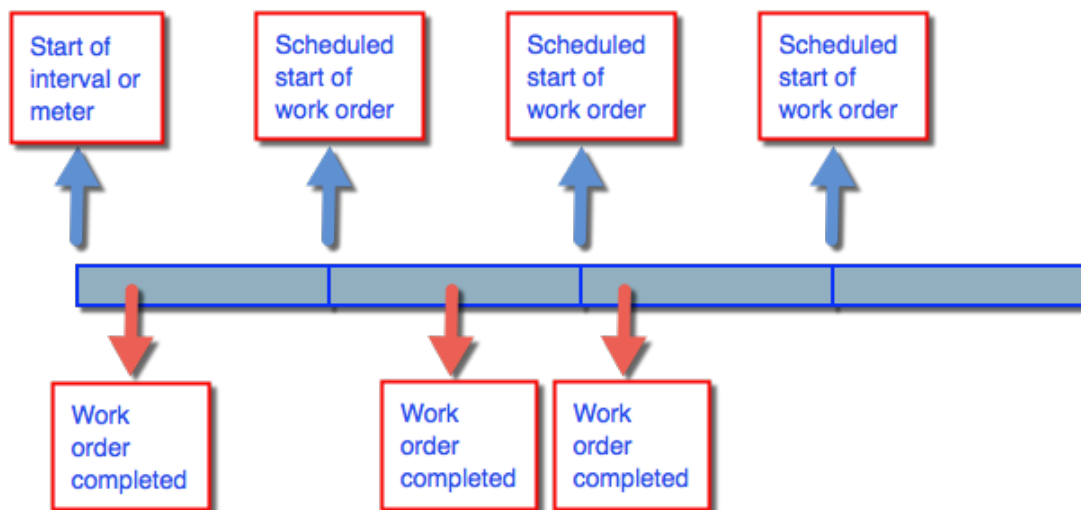 Start of
interval or
meter
Scheduled
start of
work order
Scheduled
start of
work order
Scheduled
start of
work order
Work
order
completed
Work
order
completed
Work
order
completed